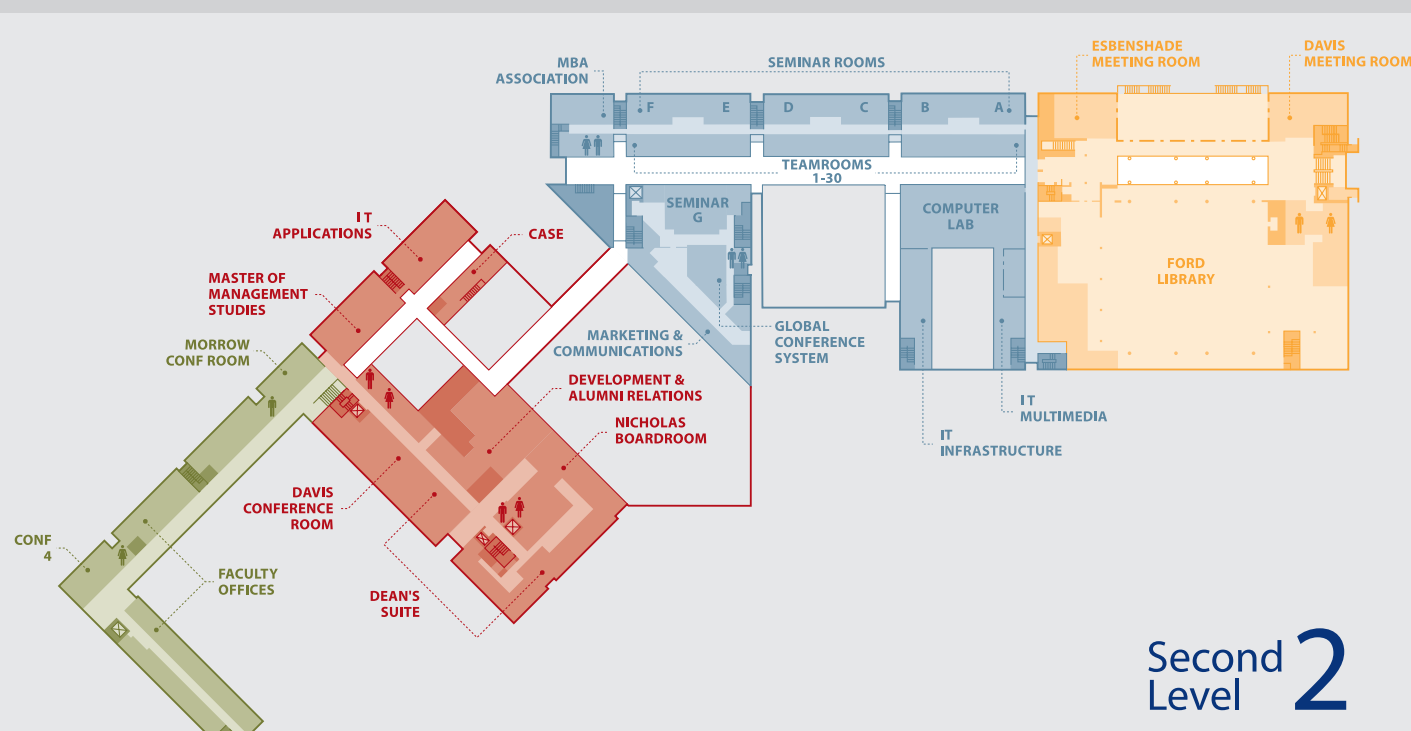 ESBENSHADE
MEETING ROOM
DAVIS
MEETING ROOM
MBA
ASSOCIATION
SEMINAR ROOMS
F E D C B A
TEAMROOMS
1-30
SEMINAR
G
COMPUTER
LAB
FORD
LIBRARY
I T
APPLICATIONS
CASE
MASTER OF
MANAGEMENT
STUDIES
MORROW
CONF ROOM
MARKETING &
COMMUNICATIONS
GLOBAL
CONFERENCE
SYSTEM
DEVELOPMENT &
ALUMNI RELATIONS
NICHOLAS
BOARDROOM
I T
MULTIMEDIA
IT
INFRASTRUCTURE
DAVIS
CONFERENCE
ROOM
CONF
4
FACULTY
OFFICES
DEAN'S
SUITE
Second
Level
2